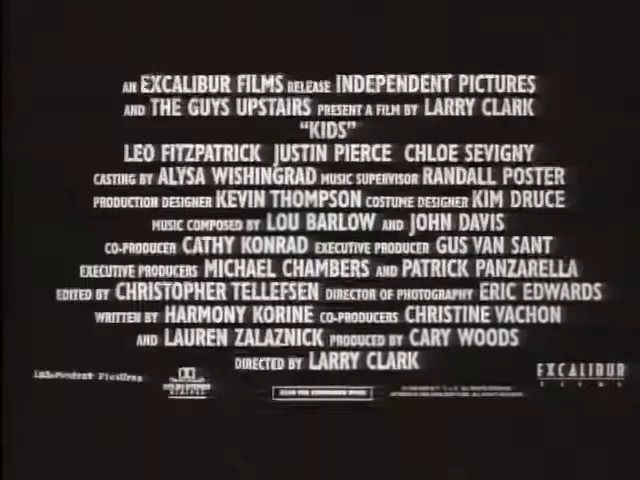 AN EXCALIBUR FILMS RELEASE INDEPENDENT PICTURES
AND THE GUYS UPSTAIRS PRESENT A FILM BY LARRY CLARK
"KIDS"
LEO FITZPATRICK JUSTIN PIERCE CHLOE SEVIGNY
CASTING BY ALYSA WISHINGRAD MUSIC SUPERVISOR RANDALL POSTER
PRODUCTION DESIGNER KEVIN THOMPSON COSTUME DESIGNER KIM DRUCE
MUSIC COMPOSED BY LOU BARLOW AND JOHN DAVIS
CO-PRODUCER CATHY KONRAD EXECUTIVE PRODUCER GUS VAN SANT
EXECUTIVE PRODUCERS MICHAEL CHAMBERS AND PATRICK PANZARELLA
EDITED BY CHRISTOPHER TELLEFSEN DIRECTOR OF PHOTOGRAPHY ERIC EDWARDS
WRITTEN BY HARMONY KORINE CO-PRODUCERS CHRISTINE VACHON
AND LAUREN ZALAZNICK PRODUCED BY CARY WOODS
DIRECTED BY LARRY CLARK
Independent Pictures
EXCALIBUR
FILMS